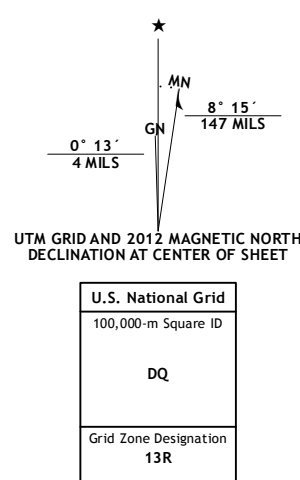 ★
MN
GN
8° 15´
147 MILS
0° 13´
4 MILS
UTM GRID AND 2012 MAGNETIC NORTH
DECLINATION AT CENTER OF SHEET
U.S. National Grid
100,000-m Square ID
DQ
Grid Zone Designation
13R